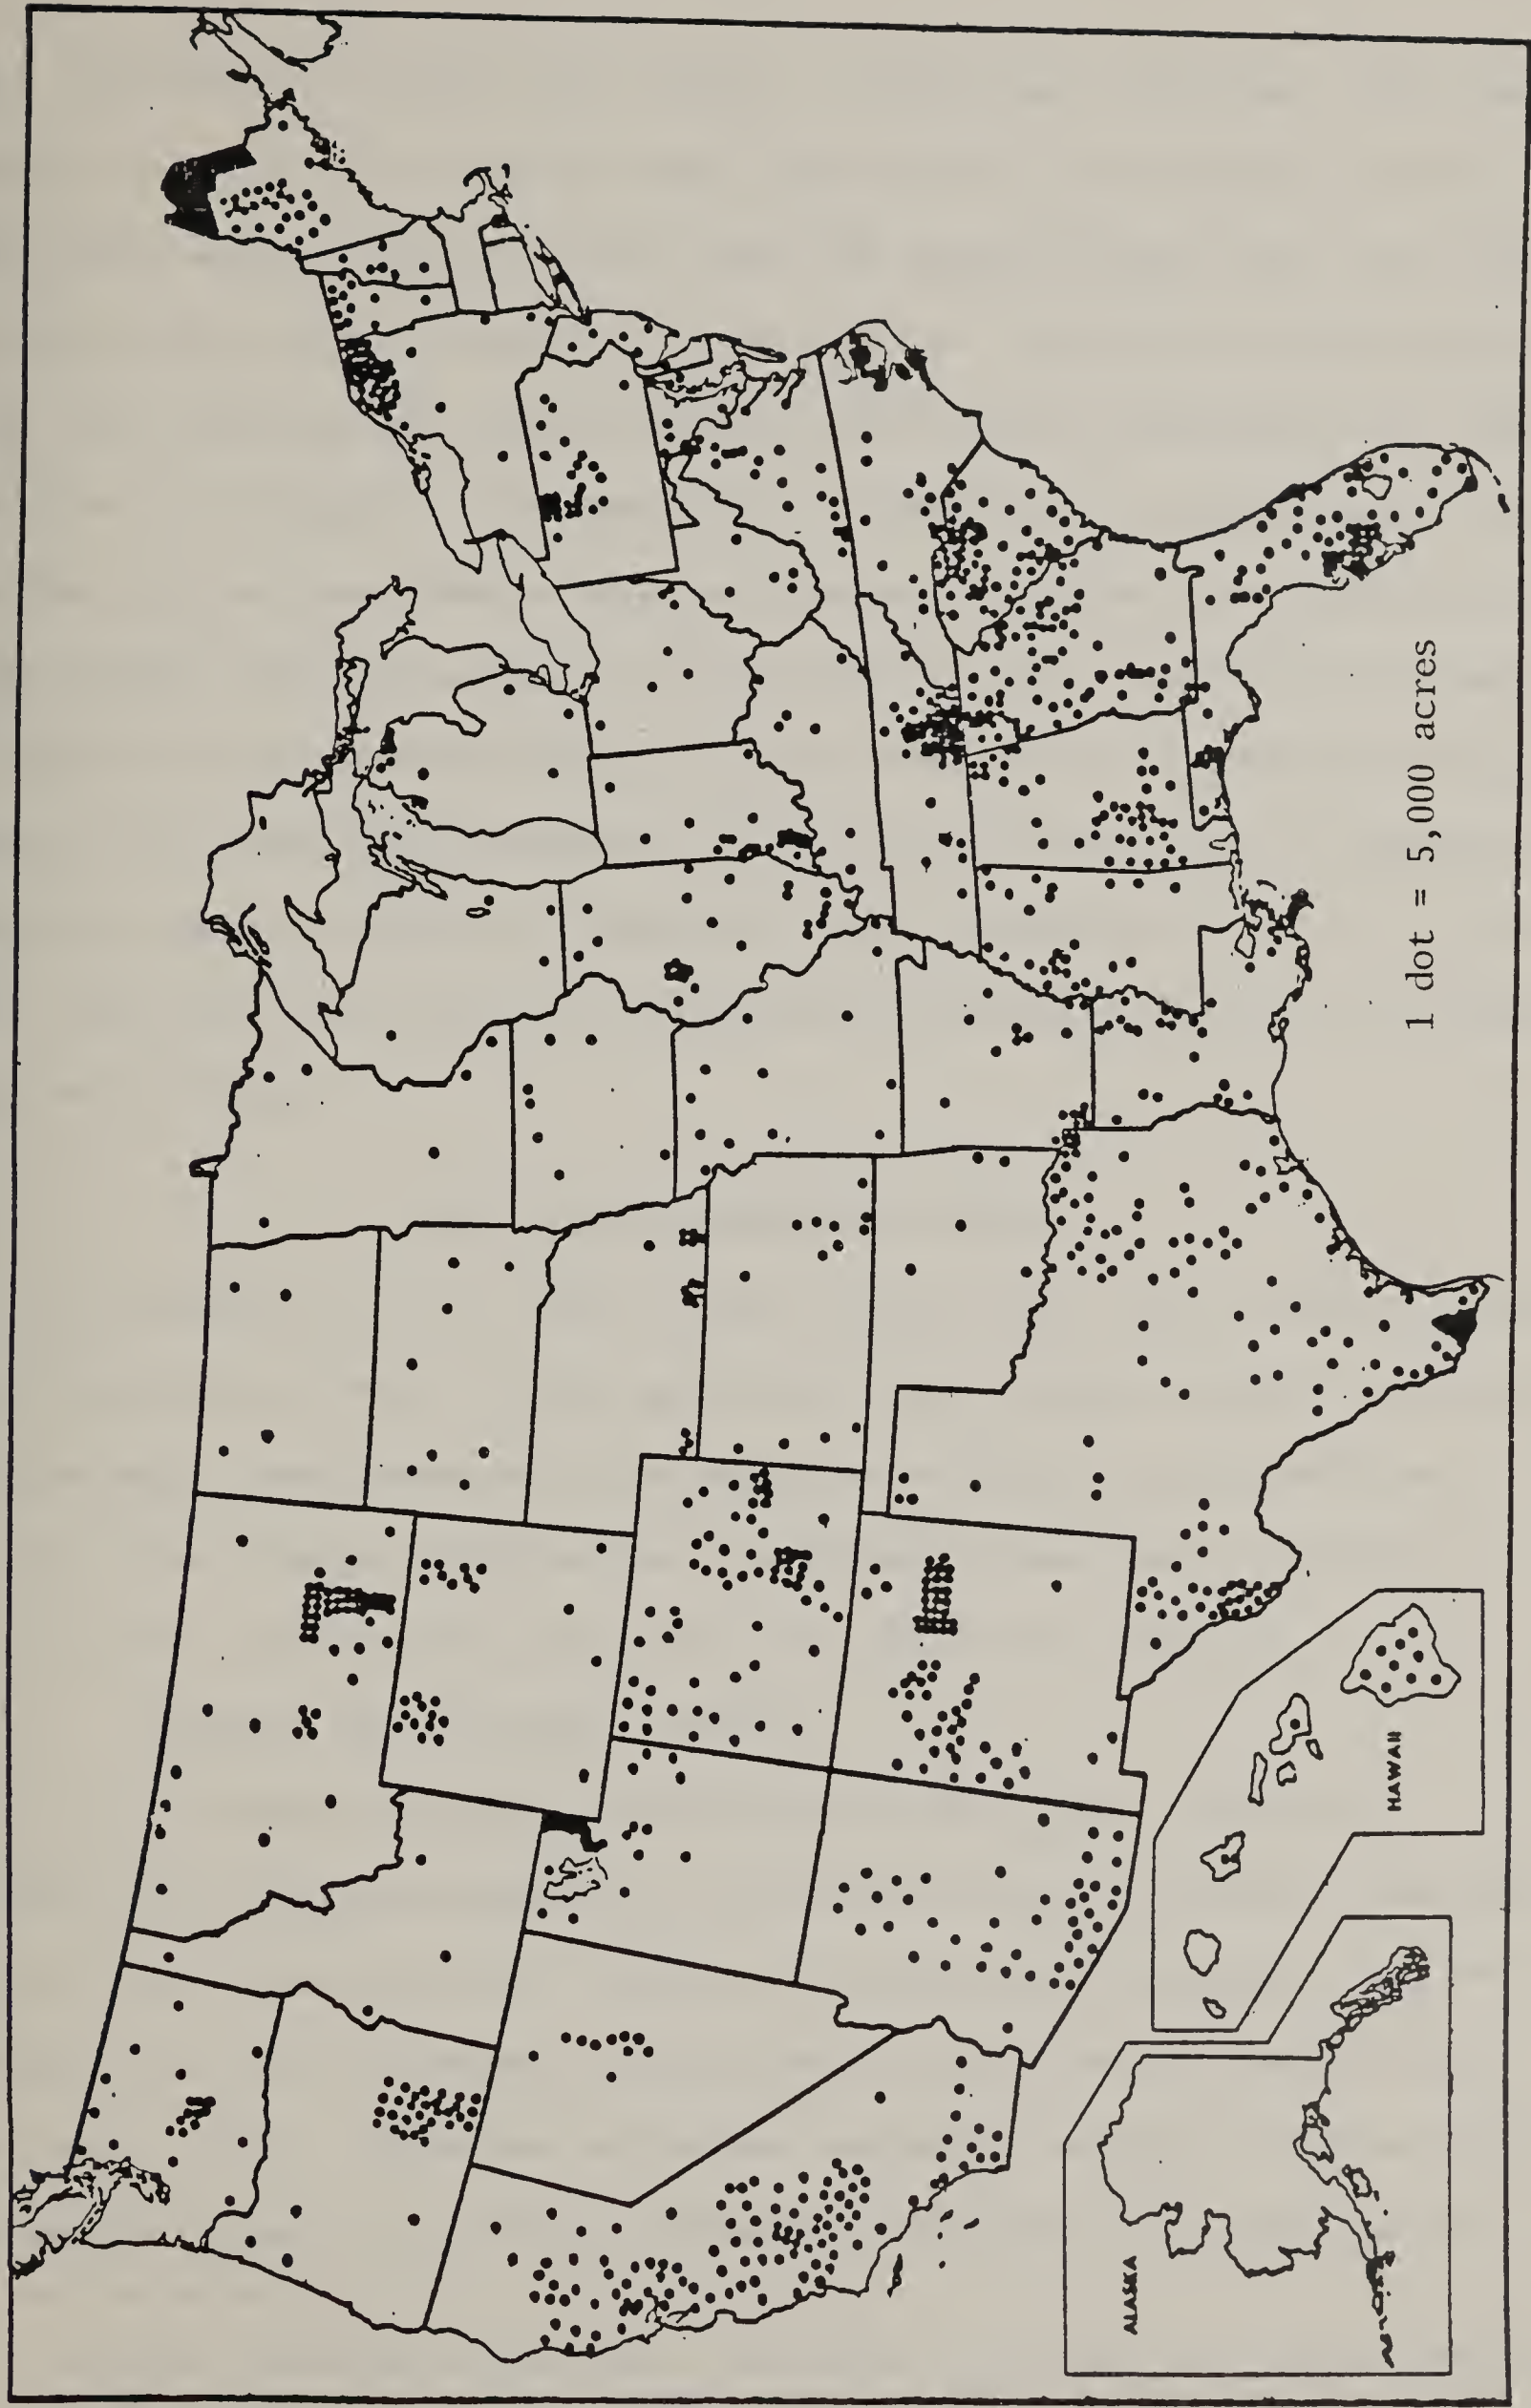 1 dot = 5,000 acres
HAWAII
ALASKA